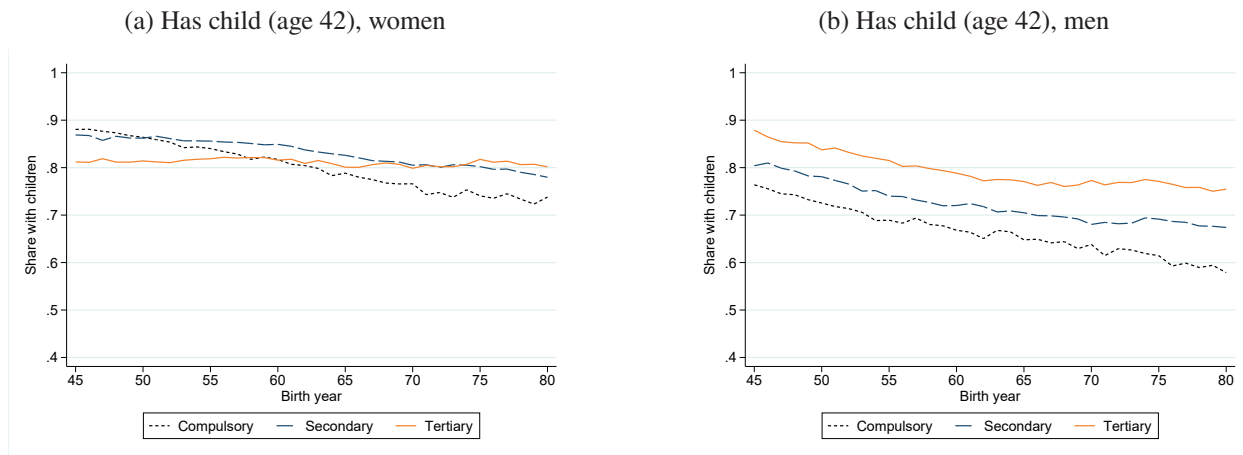 (a) Has child (age 42), women
1
.9
.8
.7
.6
.5
.4
Share with children
45 50 55 60 65 70 75 80
Birth year
Compulsory Secondary Tertiary
(b) Has child (age 42), men
1
.9
.8
.7
.6
.5
.4
Share with children
45 50 55 60 65 70 75 80
Birth year
Compulsory Secondary Tertiary